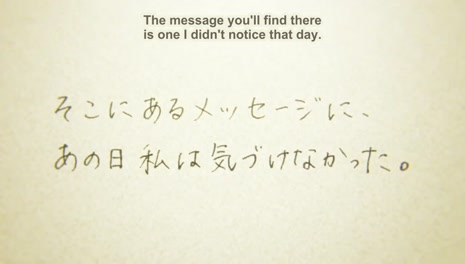 The message you'll find there
is one I didn't notice that day.
そこにあるメッセージに、
あの日 私は気づけなかった。